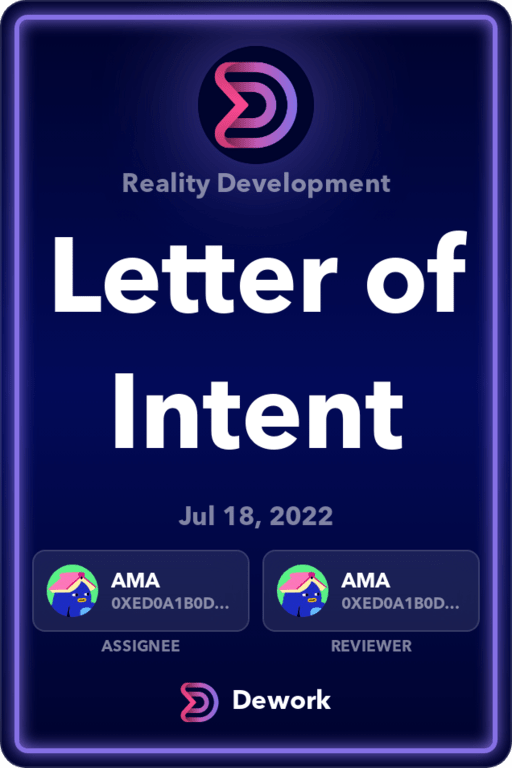 Reality Development
Letter of
Intent
Jul 18, 2022
AMA
0XED0A1B0D...
ASSIGNEE
AMA
0XED0A1B0D...
REVIEWER
Dework